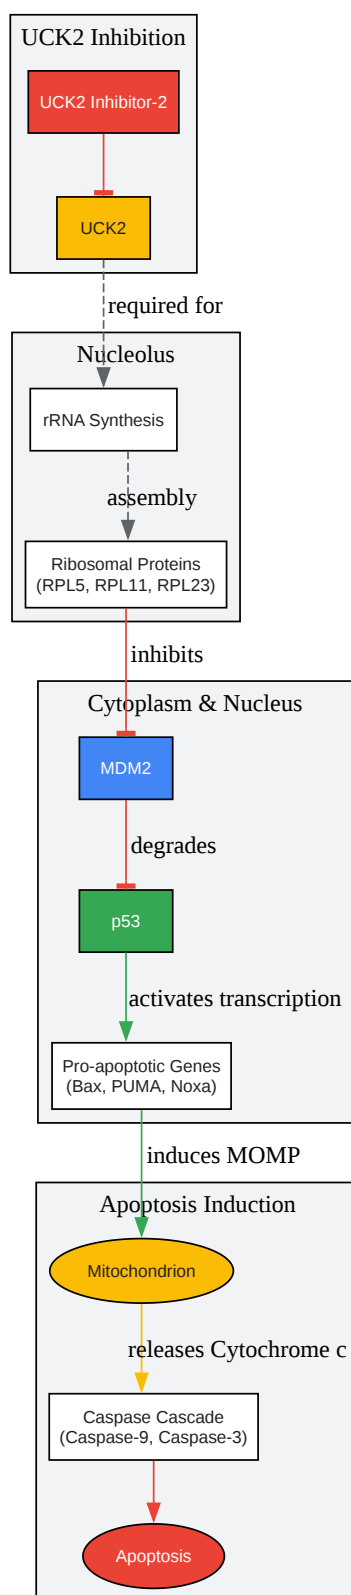 UCK2 Inhibition
UCK2 Inhibitor-2
UCK2
required for
Nucleolus
rRNA Synthesis
assembly
Ribosomal Proteins
(RPL5, RPL11, RPL23)
inhibits
Cytoplasm & Nucleus
MDM2
degrades
p53
activates transcription
Pro-apoptotic Genes
(Bax, PUMA, Noxa)
induces MOMP
Apoptosis Induction
Mitochondrion
releases Cytochrome c
Caspase Cascade
(Caspase-9, Caspase-3)
Apoptosis